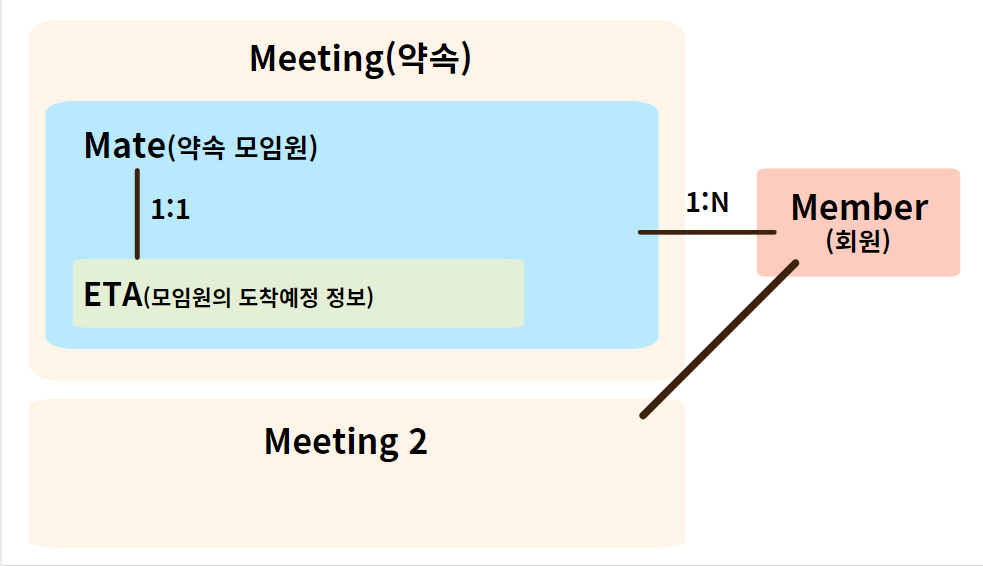 Meeting(약속)
Mate(약속 모임원)
1:1
ETA(모임원의 도착예정 정보)
1:N
Member
(회원)
Meeting 2